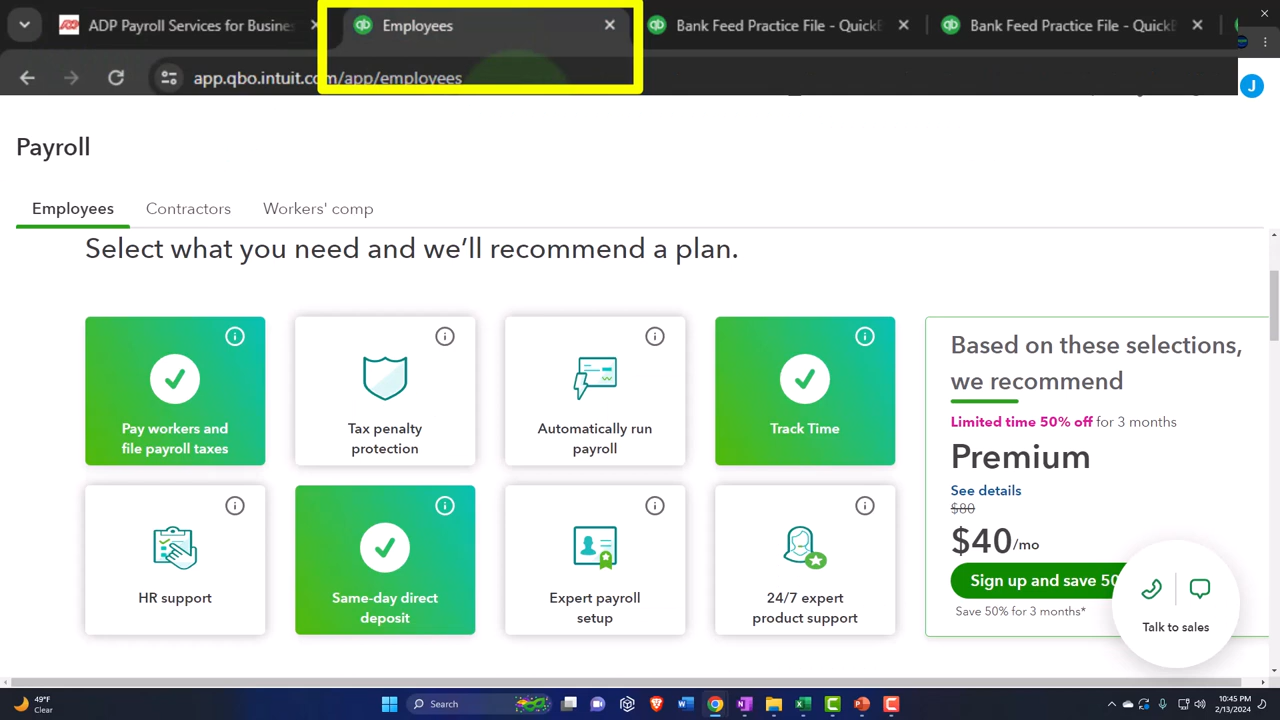 ADP Payroll Services for Busines
Employees
Bank Feed Practice File - QuickB
Bank Feed Practice File - QuickB
app.qbo.intuit.com/app/employees
J
Payroll
Employees
Contractors
Workers' comp
Select what you need and we'll recommend a plan.
Pay workers and
file payroll taxes
Tax penalty
protection
Automatically run
payroll
Track Time
HR support
Same-day direct
deposit
Expert payroll
setup
24/7 expert
product support
Based on these selections,
we recommend
Limited time 50% off for 3 months
Premium
See details
$80
$40/mo
Sign up and save 50
Save 50% for 3 months*
Talk to sales
49°F
Clear
Search
10:45 PM
2/13/2024